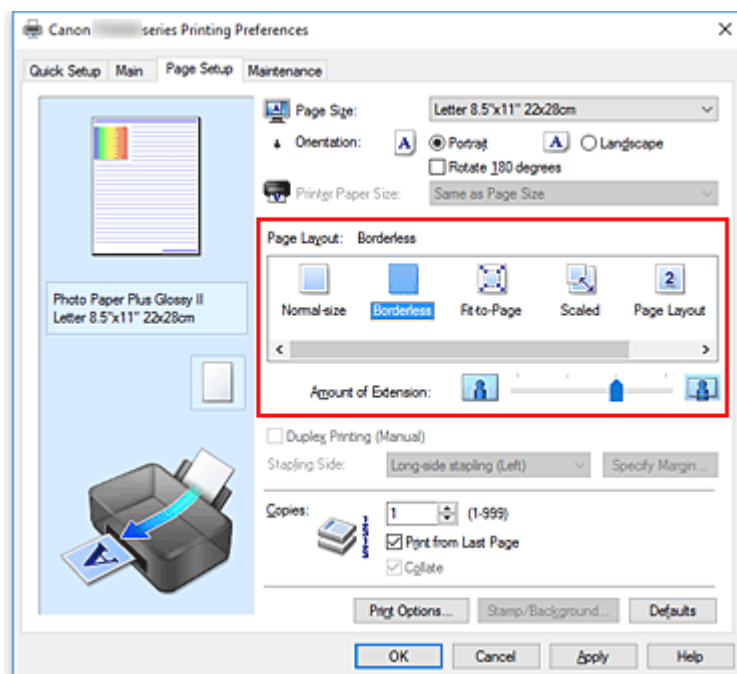 Canon series Printing Preferences
Quick Setup Main Page Setup Maintenance
Page Size: Letter 8.5"x11" 22x28cm
Orientation: A Portrait A Landscape
Rotate 180 degrees
Printer Paper Size: Same as Page Size
Page Layout: Borderless
Normal-size Borderless Fit-to-Page Scaled Page Layout
2
Amount of Extension:
Photo Paper Plus Glossy II
Letter 8.5"x11" 22x28cm
Duplex Printing (Manual)
Stapling Side: Long-side stapling (Left) Specify Margin...
Copies: 1 (1-999)
Print from Last Page
Collate
A
Print Options... Stamp/Background... Defaults
OK Cancel Apply Help